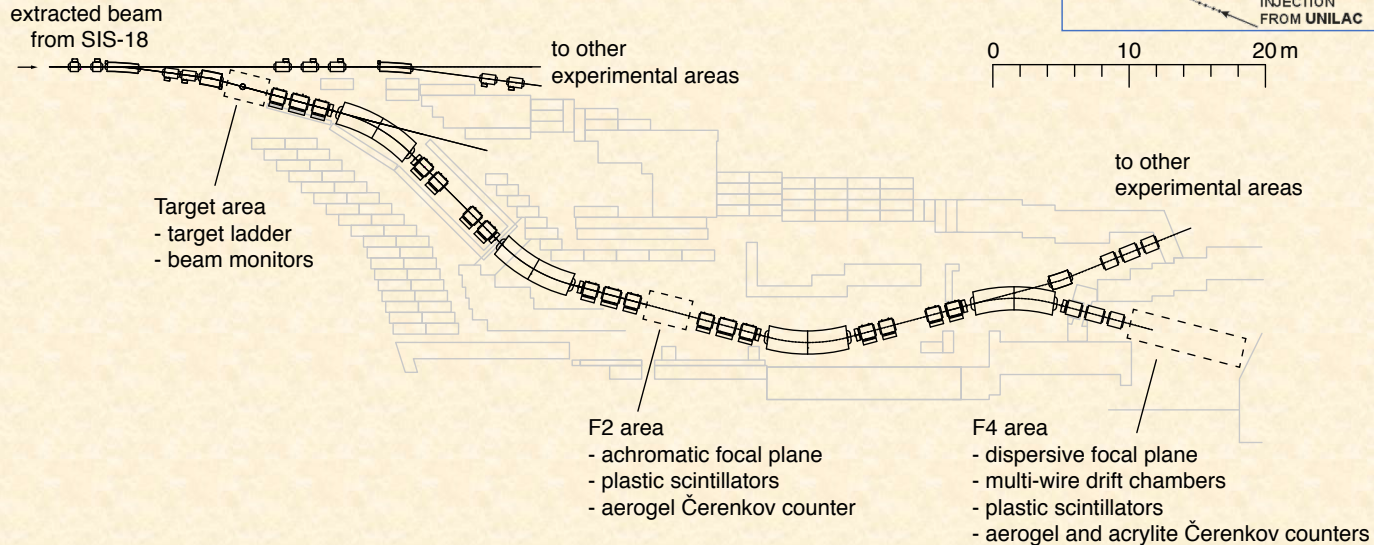 extracted beam
from SIS-18
to other
experimental areas
INJECTION
FROM UNILAC
0 10 20 m
Target area
- target ladder
- beam monitors
to other
experimental areas
F2 area
- achromatic focal plane
- plastic scintillators
- aerogel Čerenkov counter
F4 area
- dispersive focal plane
- multi-wire drift chambers
- plastic scintillators
- aerogel and acrylite Čerenkov counters